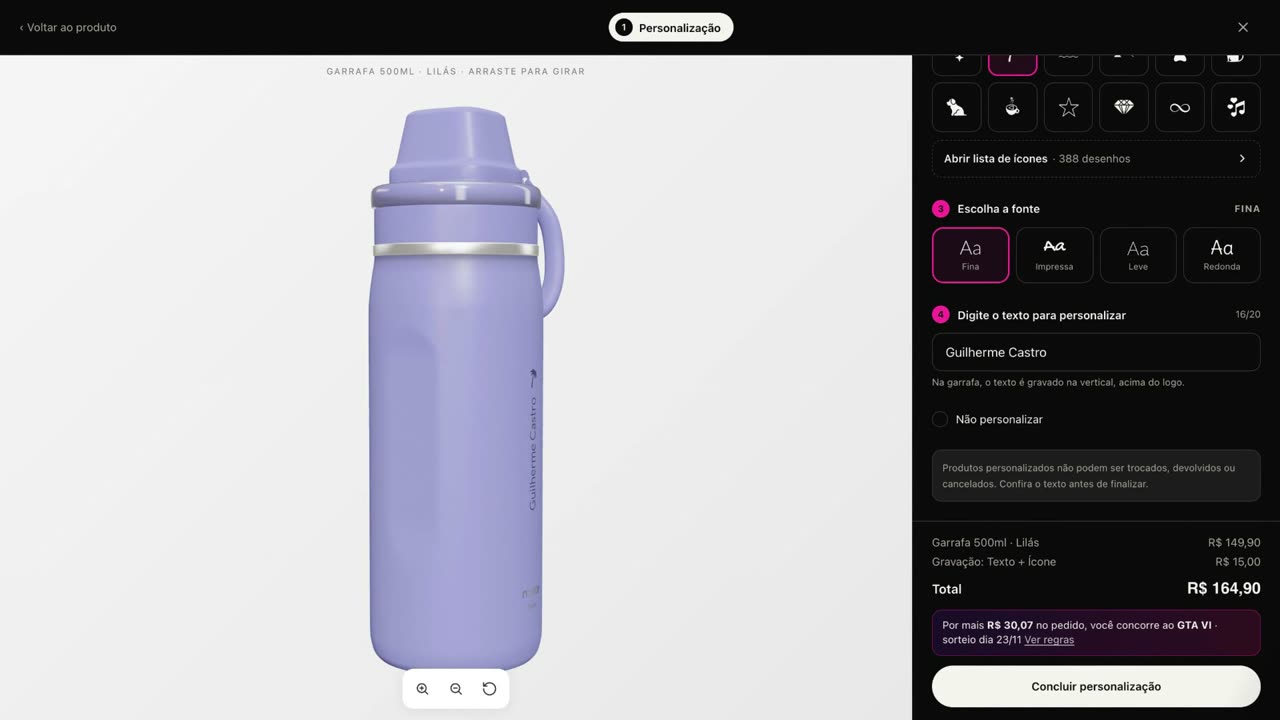 ‹ Voltar ao produto
1 Personalização
GARRAFA 500ML · LILÁS · ARRASTE PARA GIRAR
Abrir lista de ícones · 388 desenhos
3 Escolha a fonte
FINA
Aa Aa Aa Aa
Fina Impressa Leve Redonda
4 Digite o texto para personalizar
16/20
Guilherme Castro
Na garrafa, o texto é gravado na vertical, acima do logo.
Não personalizar
Produtos personalizados não podem ser trocados, devolvidos ou
cancelados. Confira o texto antes de finalizar.
Guilherme Castro
Garrafa 500ml · Lilás R$ 149,90
Gravação: Texto + Ícone R$ 15,00
Total R$ 164,90
Por mais R$ 30,07 no pedido, você concorre ao GTA VI ·
sorteio dia 23/11 Ver regras
Concluir personalização